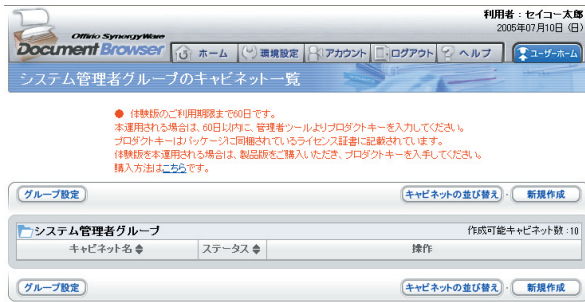 利用者：セイコー太郎
2005年07月10日 (日)
Offirio SynergyWare
Document Browser
ホーム 環境設定 アカウント ログアウト ヘルプ ユーザーホーム
システム管理者グループのキャビネット一覧
● 体験版のご利用期限まで60日です。
本運用される場合は、60日以内に、管理者ツールよりプロダクトキーを入力してください。
プロダクトキーはパッケージに同梱されているライセンス証書に記載されています。
体験版を本運用される場合は、製品版をご購入いただき、プロダクトキーを入手してください。
購入方法はこちらです。
グループ設定 キャビネットの並び替え 新規作成
システム管理者グループ 作成可能キャビネット数：10
キャビネット名 ステータス 操作
グループ設定 キャビネットの並び替え 新規作成